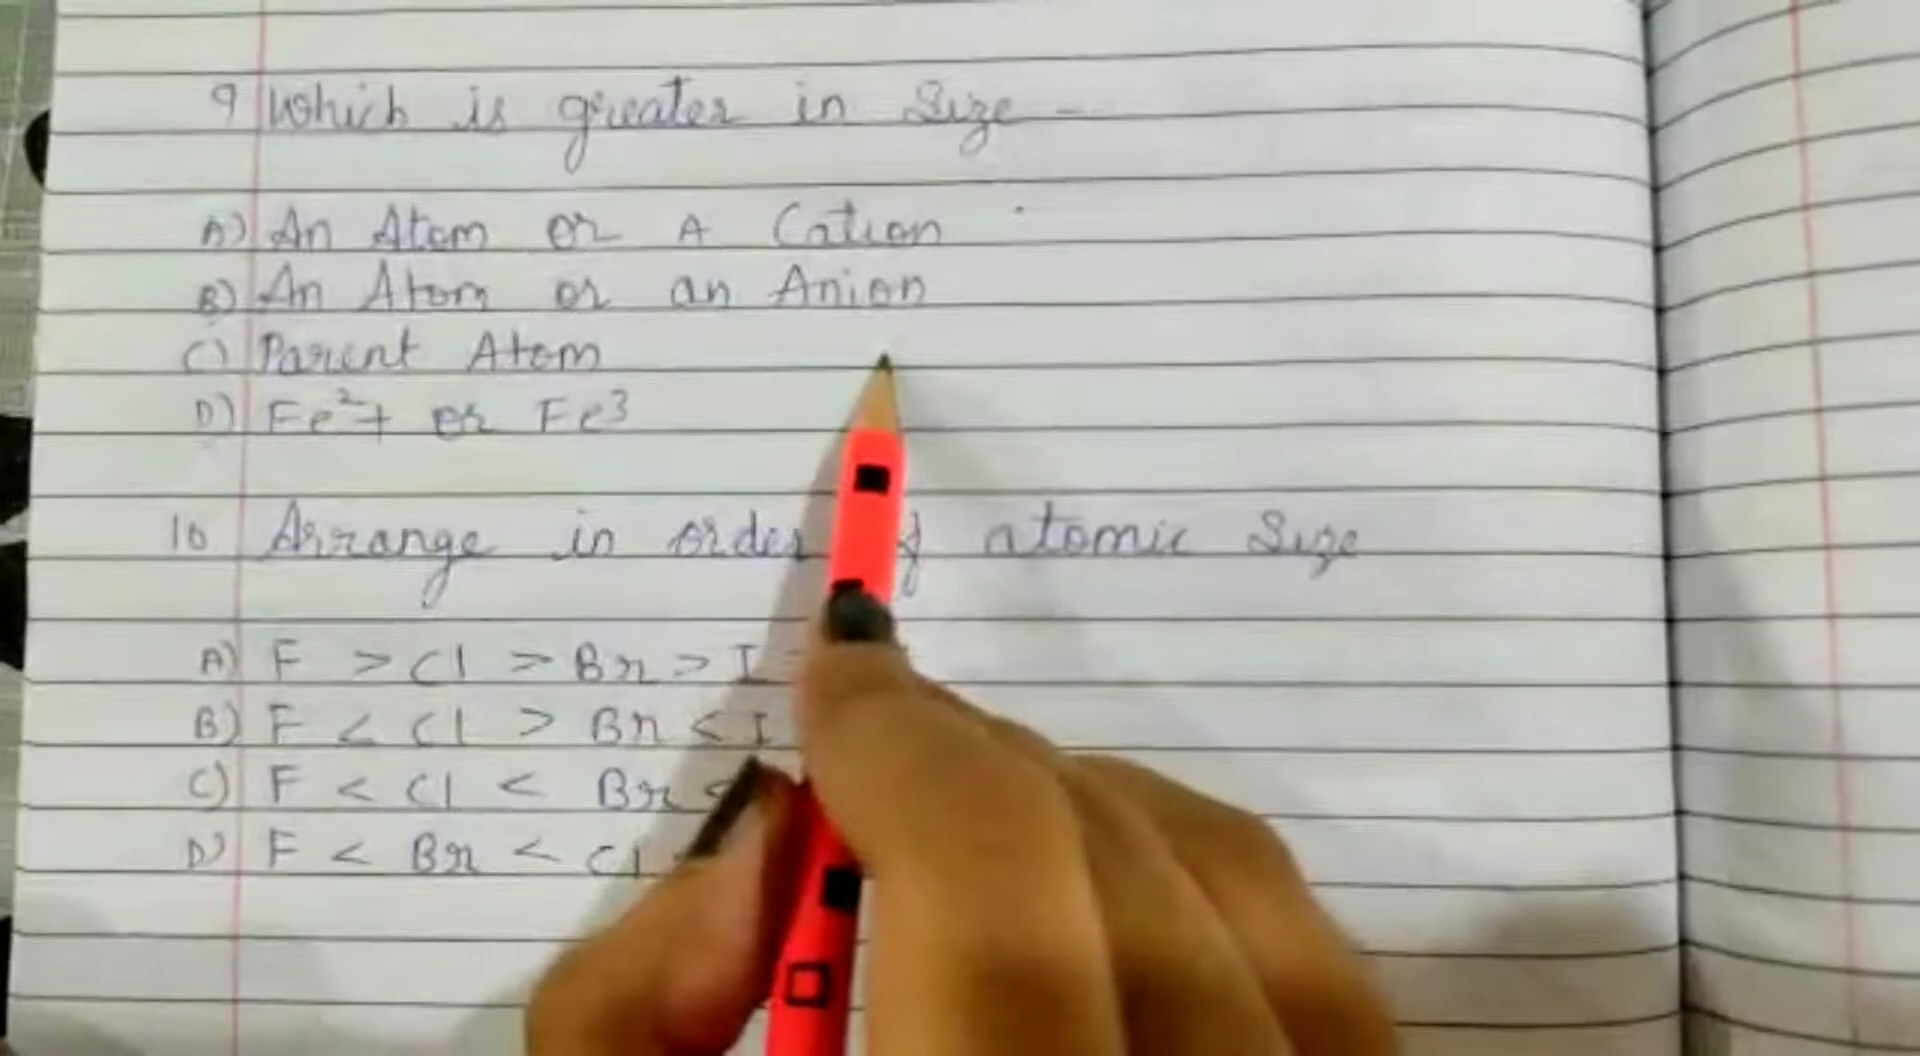 9 Which is greater in Size -
A) An Atom or A Cation
B) An Atom or an Anion
C) Parent Atom
D) Fe²+ or Fe³
10 Arrange in order of atomic Size
A) F > Cl > Br > I
B) F < Cl > Br < I
C) F < Cl < Br <
D) F < Br < Cl